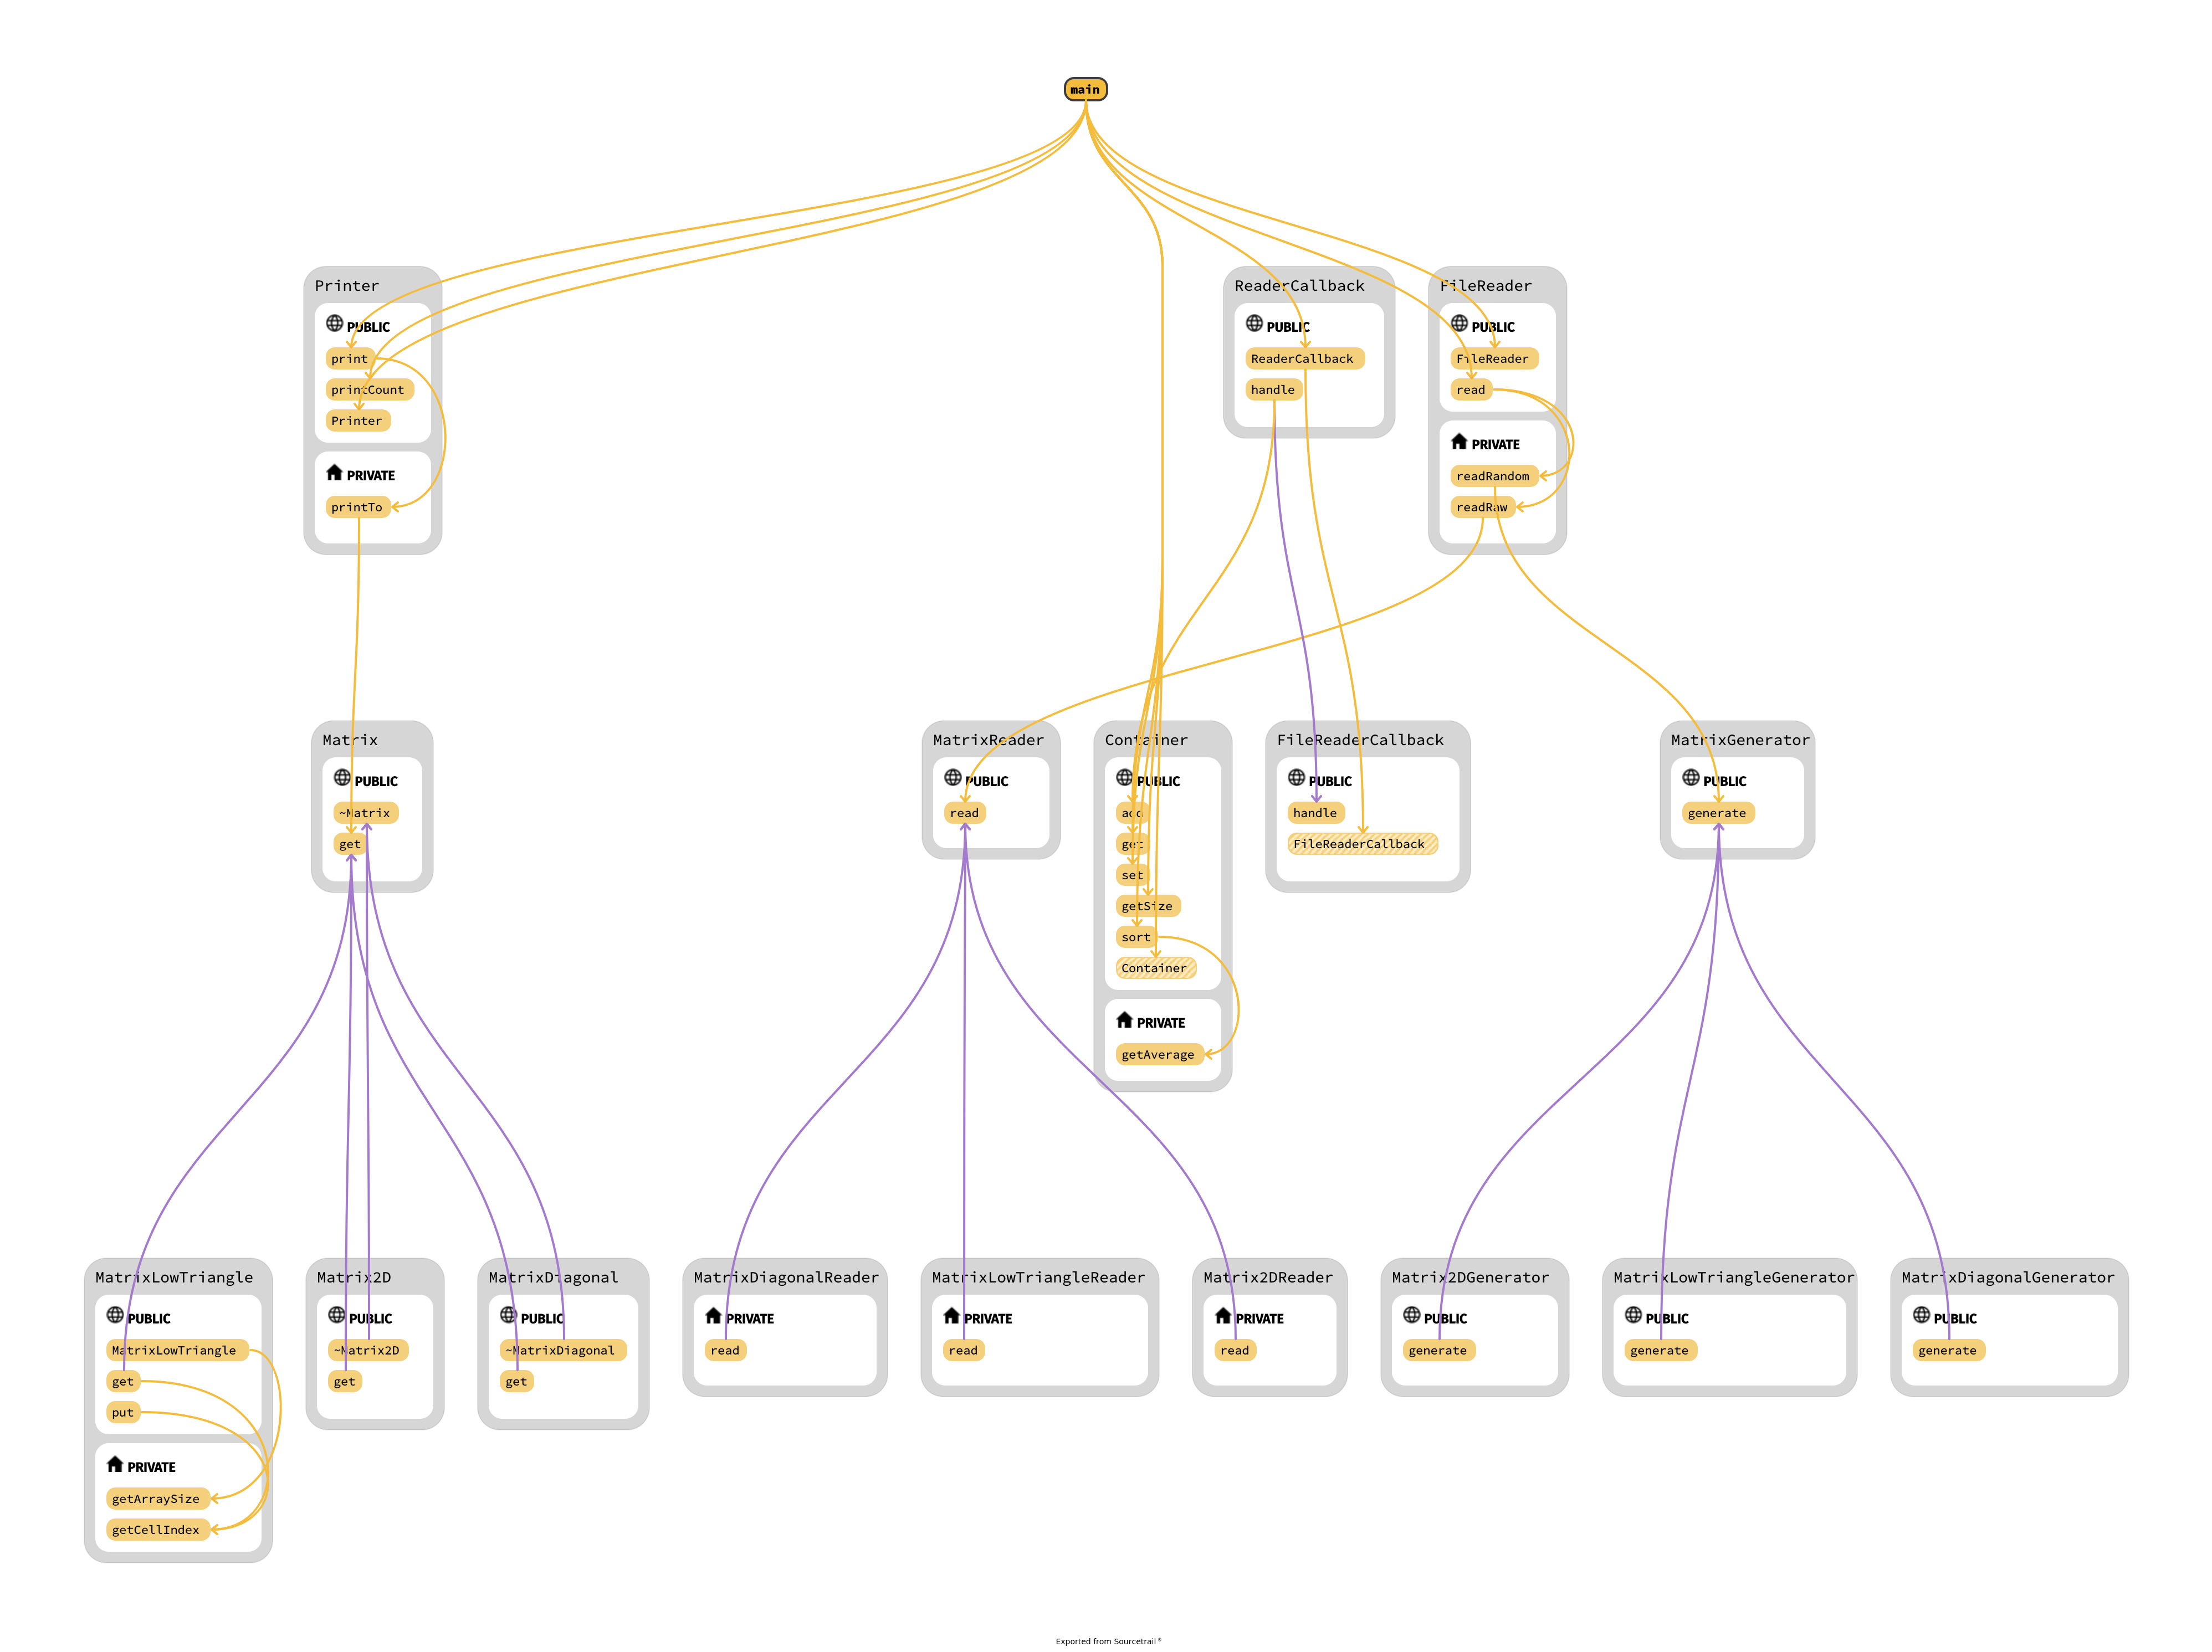 main
Printer
PUBLIC
print
printCount
Printer
PRIVATE
printTo
ReaderCallback
PUBLIC
ReaderCallback
handle
FileReader
PUBLIC
FileReader
read
PRIVATE
readRandom
readRaw
Matrix
PUBLIC
~Matrix
get
MatrixReader
PUBLIC
read
Container
PUBLIC
add
get
set
getSize
sort
Container
PRIVATE
getAverage
FileReaderCallback
PUBLIC
handle
FileReaderCallback
MatrixGenerator
PUBLIC
generate
MatrixLowTriangle
PUBLIC
MatrixLowTriangle
get
put
PRIVATE
getArraySize
getCellIndex
Matrix2D
PUBLIC
~Matrix2D
get
MatrixDiagonal
PUBLIC
~MatrixDiagonal
get
MatrixDiagonalReader
PRIVATE
read
MatrixLowTriangleReader
PRIVATE
read
Matrix2DReader
PRIVATE
read
Matrix2DGenerator
PUBLIC
generate
MatrixLowTriangleGenerator
PUBLIC
generate
MatrixDiagonalGenerator
PUBLIC
generate
Exported from Sourcetrail®